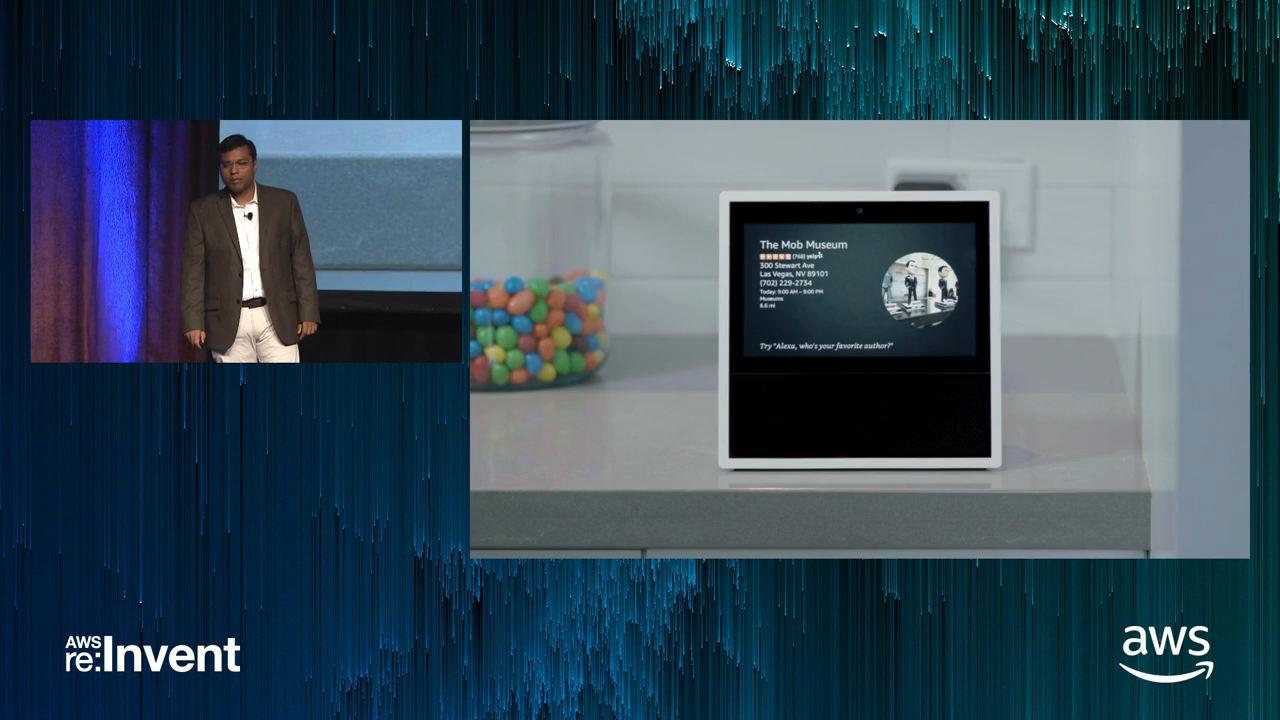 The Mob Museum
(768) yelp
300 Stewart Ave
Las Vegas, NV 89101
(702) 229-2734
Today: 9:00 AM – 9:00 PM
Museums
6.6 mi
Try "Alexa, who's your favorite author?"
AWS
re:Invent
aws